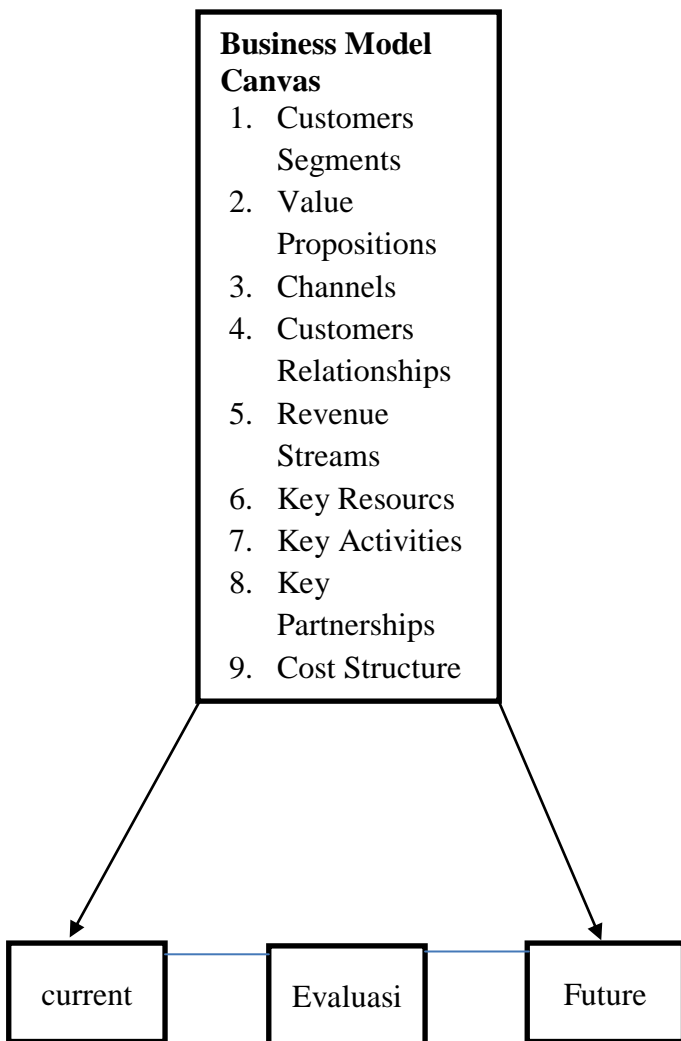 Business Model
Canvas
1. Customers
Segments
2. Value
Propositions
3. Channels
4. Customers
Relationships
5. Revenue
Streams
6. Key Resourcs
7. Key Activities
8. Key
Partnerships
9. Cost Structure
current
Evaluasi
Future